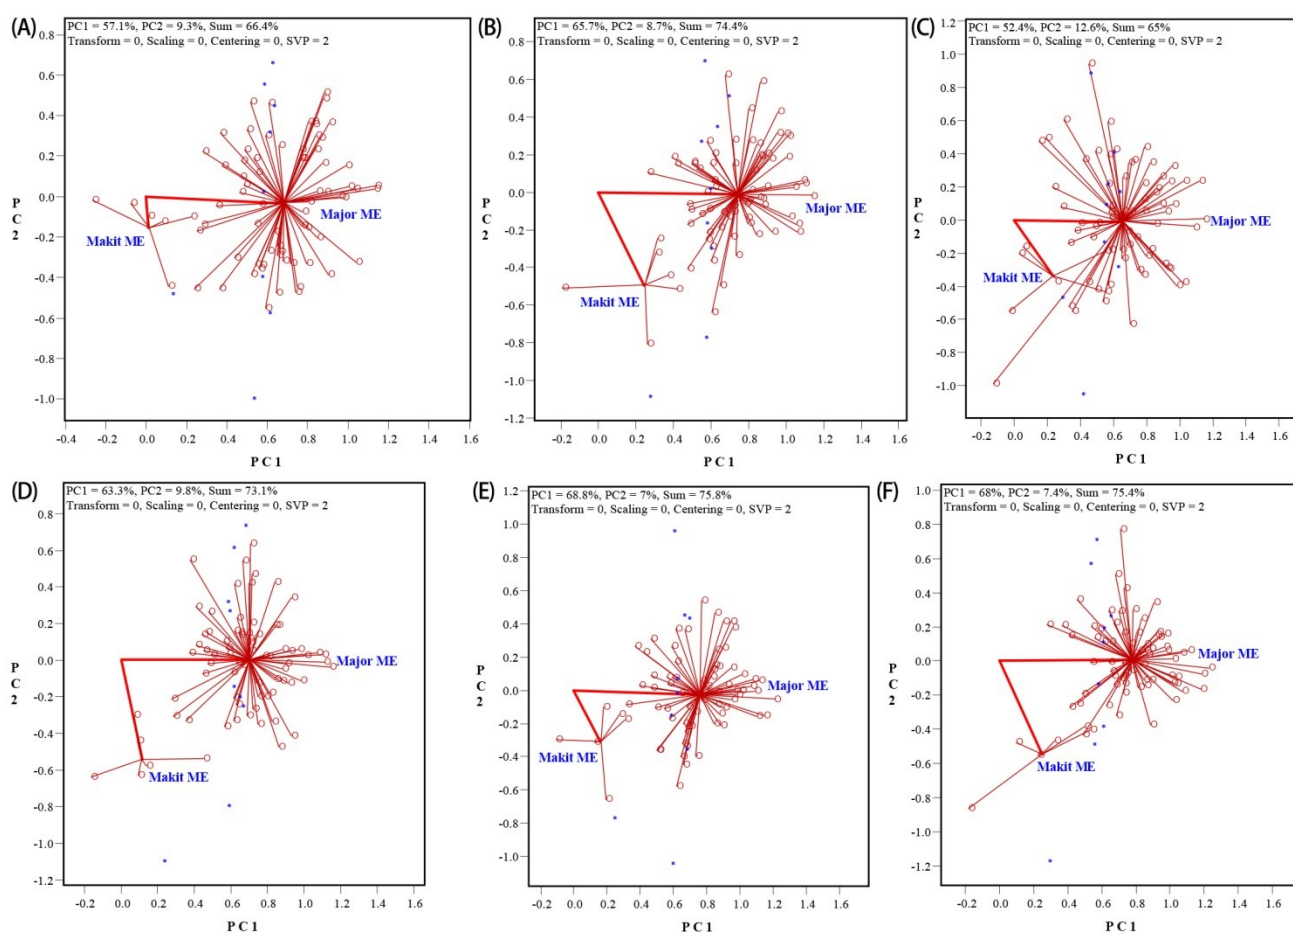 (A)
PC1 = 57.1%, PC2 = 9.3%, Sum = 66.4%
Transform = 0, Scaling = 0, Centering = 0, SVP = 2
0.8
0.6
0.4
0.2
0.0
-0.2
-0.4
-0.6
-0.8
-1.0
P
C
2
Major ME
Makit ME
-0.4 -0.2 0.0 0.2 0.4 0.6 0.8 1.0 1.2 1.4 1.6
P C 1
(B)
PC1 = 65.7%, PC2 = 8.7%, Sum = 74.4%
Transform = 0, Scaling = 0, Centering = 0, SVP = 2
0.8
0.6
0.4
0.2
0.0
-0.2
-0.4
-0.6
-0.8
-1.0
-1.2
P
C
2
Major ME
Makit ME
-0.2 0.0 0.2 0.4 0.6 0.8 1.0 1.2 1.4 1.6
P C 1
(C)
1.2
PC1 = 52.4%, PC2 = 12.6%, Sum = 65%
Transform = 0, Scaling = 0, Centering = 0, SVP = 2
1.0
0.8
0.6
0.4
0.2
0.0
-0.2
-0.4
-0.6
-0.8
-1.0
P
C
2
Major ME
Makit ME
-0.2 0.0 0.2 0.4 0.6 0.8 1.0 1.2 1.4 1.6
P C 1
(D)
PC1 = 63.3%, PC2 = 9.8%, Sum = 73.1%
Transform = 0, Scaling = 0, Centering = 0, SVP = 2
0.8
0.6
0.4
0.2
0.0
-0.2
-0.4
-0.6
-0.8
-1.0
-1.2
P
C
2
Major ME
Makit ME
-0.2 0.0 0.2 0.4 0.6 0.8 1.0 1.2 1.4 1.6
P C 1
(E)
1.2
PC1 = 68.8%, PC2 = 7%, Sum = 75.8%
Transform = 0, Scaling = 0, Centering = 0, SVP = 2
1.0
0.8
0.6
0.4
0.2
0.0
-0.2
-0.4
-0.6
-0.8
-1.0
P
C
2
Major ME
Makit ME
-0.2 0.0 0.2 0.4 0.6 0.8 1.0 1.2 1.4 1.6
P C 1
(F)
PC1 = 68%, PC2 = 7.4%, Sum = 75.4%
Transform = 0, Scaling = 0, Centering = 0, SVP = 2
1.0
0.8
0.6
0.4
0.2
0.0
-0.2
-0.4
-0.6
-0.8
-1.0
-1.2
P
C
2
Major ME
Makit ME
-0.2 0.0 0.2 0.4 0.6 0.8 1.0 1.2 1.4 1.6
P C 1